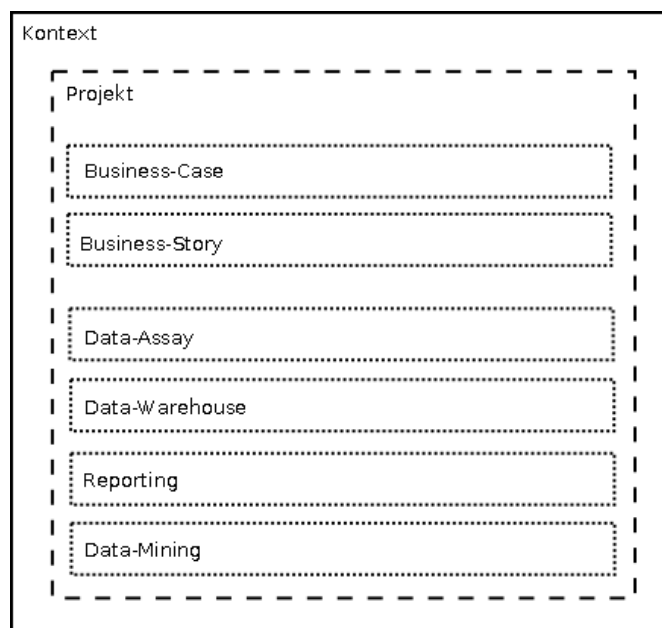 Kontext
Projekt
Business-Case
Business-Story
Data-Assay
Data-Warehouse
Reporting
Data-Mining